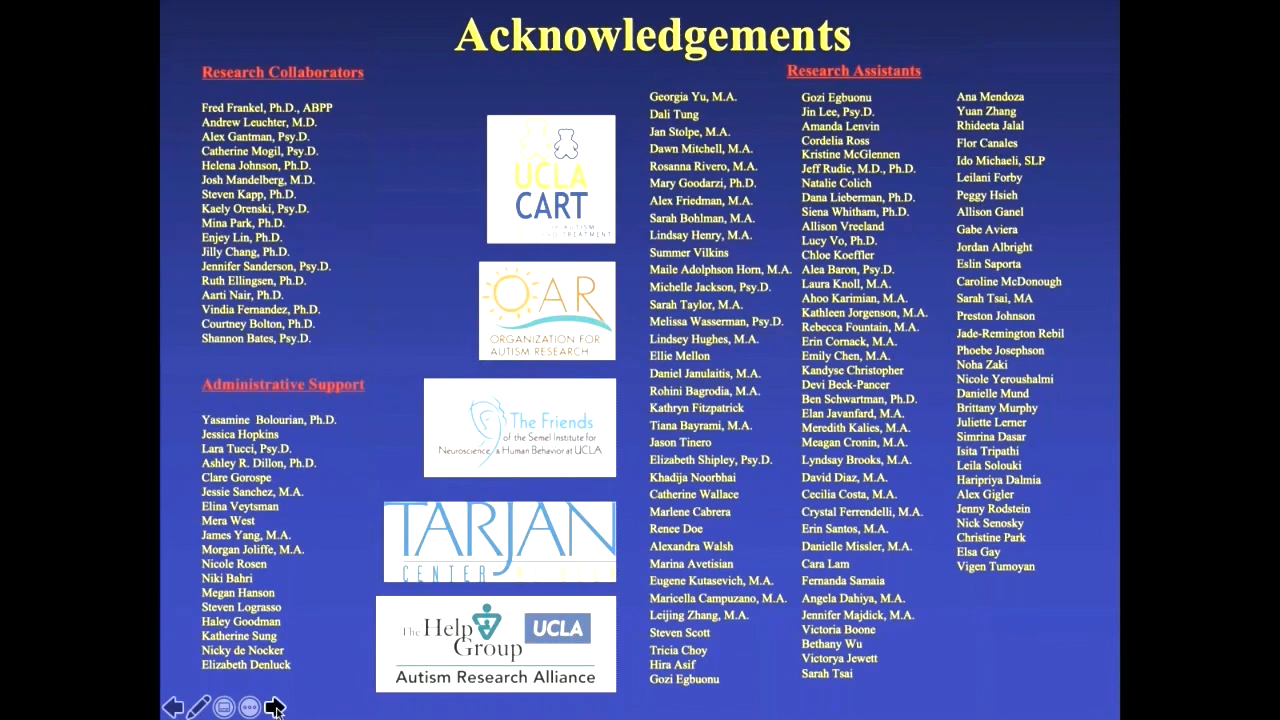 Acknowledgements
Research Collaborators
Fred Frankel, Ph.D., ABPP
Andrew Leuchter, M.D.
Alex Gantman, Psy.D.
Catherine Mogil, Psy.D.
Helena Johnson, Ph.D.
Josh Mandelberg, M.D.
Steven Kapp, Ph.D.
Kaely Orenski, Psy.D.
Mina Park, Ph.D.
Enjey Lin, Ph.D.
Jilly Chang, Ph.D.
Jennifer Sanderson, Psy.D.
Ruth Ellingsen, Ph.D.
Aarti Nair, Ph.D.
Vindia Fernandez, Ph.D.
Courtney Bolton, Ph.D.
Shannon Bates, Psy.D.
Administrative Support
Yasamine Bolourian, Ph.D.
Jessica Hopkins
Lara Tucci, Psy.D.
Ashley R. Dillon, Ph.D.
Clare Gorospe
Jessie Sanchez, M.A.
Elina Veytsman
Mera West
James Yang, M.A.
Morgan Joliffe, M.A.
Nicole Rosen
Niki Bahri
Megan Hanson
Steven Lograsso
Haley Goodman
Katherine Sung
Nicky de Nocker
Elizabeth Denluck
UCLA
CART
AUTISM
TREATMENT
OAR
ORGANIZATION FOR
AUTISM RESEARCH
The Friends
of the Semel Institute for
Neuroscience & Human Behavior at UCLA
TARJAN
CENTER
The Help
Group
UCLA
Autism Research Alliance
Research Assistants
Georgia Yu, M.A.
Dali Tung
Jan Stolpe, M.A.
Dawn Mitchell, M.A.
Rosanna Rivero, M.A.
Mary Goodarzi, Ph.D.
Alex Friedman, M.A.
Sarah Bohlman, M.A.
Lindsay Henry, M.A.
Summer Vilkins
Maile Adolphson Horn, M.A.
Michelle Jackson, Psy.D.
Sarah Taylor, M.A.
Melissa Wasserman, Psy.D.
Lindsey Hughes, M.A.
Ellie Mellon
Daniel Janulaitis, M.A.
Rohini Bagrodia, M.A.
Kathryn Fitzpatrick
Tiana Bayrami, M.A.
Jason Tinero
Elizabeth Shipley, Psy.D.
Khadija Noorbhai
Catherine Wallace
Marlene Cabrera
Renee Doe
Alexandra Walsh
Marina Avetisian
Eugene Kutasevich, M.A.
Maricella Campuzano, M.A.
Leijing Zhang, M.A.
Steven Scott
Tricia Choy
Hira Asif
Gozi Egbuonu
Gozi Egbuonu
Jin Lee, Psy.D.
Amanda Lenvin
Cordelia Ross
Kristine McGlennen
Jeff Rudie, M.D., Ph.D.
Natalie Colich
Dana Lieberman, Ph.D.
Siena Whitham, Ph.D.
Allison Vreeland
Lucy Vo, Ph.D.
Chloe Koeffler
Alea Baron, Psy.D.
Laura Knoll, M.A.
Ahoo Karimian, M.A.
Kathleen Jorgenson, M.A.
Rebecca Fountain, M.A.
Erin Cornack, M.A.
Emily Chen, M.A.
Kandyse Christopher
Devi Beck-Pancer
Ben Schwartman, Ph.D.
Elan Javanfard, M.A.
Meredith Kalies, M.A.
Meagan Cronin, M.A.
Lyndsay Brooks, M.A.
David Diaz, M.A.
Cecilia Costa, M.A.
Crystal Ferrendelli, M.A.
Erin Santos, M.A.
Danielle Missler, M.A.
Cara Lam
Fernanda Samaia
Angela Dahiya, M.A.
Jennifer Majdick, M.A.
Victoria Boone
Bethany Wu
Victorya Jewett
Sarah Tsai
Ana Mendoza
Yuan Zhang
Rhideeta Jalal
Flor Canales
Ido Michaeli, SLP
Leilani Forby
Peggy Hsieh
Allison Ganel
Gabe Aviera
Jordan Albright
Eslin Saporta
Caroline McDonough
Sarah Tsai, MA
Preston Johnson
Jade-Remington Rebil
Phoebe Josephson
Noha Zaki
Nicole Yeroushalmi
Danielle Mund
Brittany Murphy
Juliette Lerner
Simrina Dasar
Isita Tripathi
Leila Solouki
Haripriya Dalmia
Alex Gigler
Jenny Rodstein
Nick Senosky
Christine Park
Elsa Gay
Vigen Tumoyan